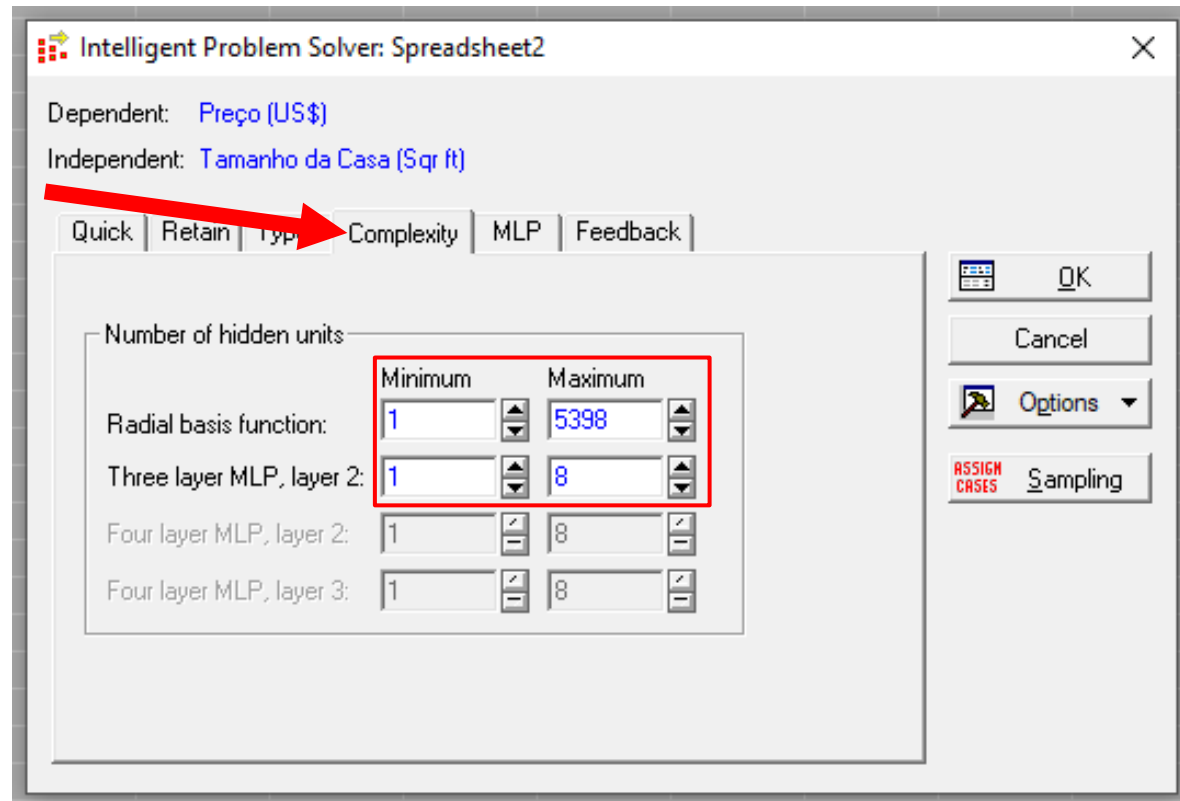 Intelligent Problem Solver: Spreadsheet2
Dependent: Preço (US$)
Independent: Tamanho da Casa (Sqr ft)
Quick Retain Complexity MLP Feedback
OK
Number of hidden units
Cancel
Minimum Maximum
Options
Radial basis function: 1 5398
Three layer MLP, layer 2: 1 8
ASSIGN CASES Sampling
Four layer MLP, layer 2: 1 8
Four layer MLP, layer 3: 1 8